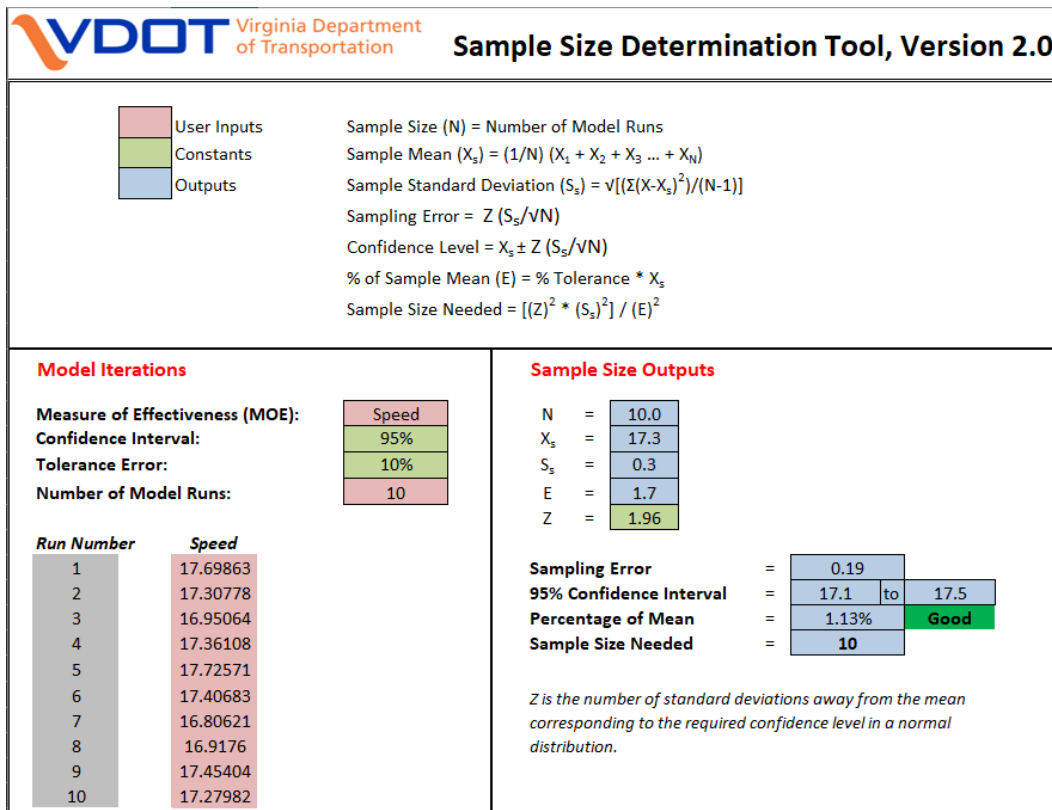 VDOT Virginia Department
of Transportation
Sample Size Determination Tool, Version 2.0
User Inputs
Constants
Outputs
Sample Size (N) = Number of Model Runs
Sample Mean (Xₛ) = (1/N) (X₁ + X₂ + X₃ ... + X_N)
Sample Standard Deviation (Sₛ) = √[(Σ(X-Xₛ)²)/(N-1)]
Sampling Error = Z (Sₛ/√N)
Confidence Level = Xₛ ± Z (Sₛ/√N)
% of Sample Mean (E) = % Tolerance * Xₛ
Sample Size Needed = [(Z)² * (Sₛ)²] / (E)²
Model Iterations
Measure of Effectiveness (MOE): Speed
Confidence Interval: 95%
Tolerance Error: 10%
Number of Model Runs: 10
Run Number Speed
1 17.69863
2 17.30778
3 16.95064
4 17.36108
5 17.72571
6 17.40683
7 16.80621
8 16.9176
9 17.45404
10 17.27982
Sample Size Outputs
N = 10.0
Xₛ = 17.3
Sₛ = 0.3
E = 1.7
Z = 1.96
Sampling Error = 0.19
95% Confidence Interval = 17.1 to 17.5
Percentage of Mean = 1.13% Good
Sample Size Needed = 10
Z is the number of standard deviations away from the mean
corresponding to the required confidence level in a normal
distribution.